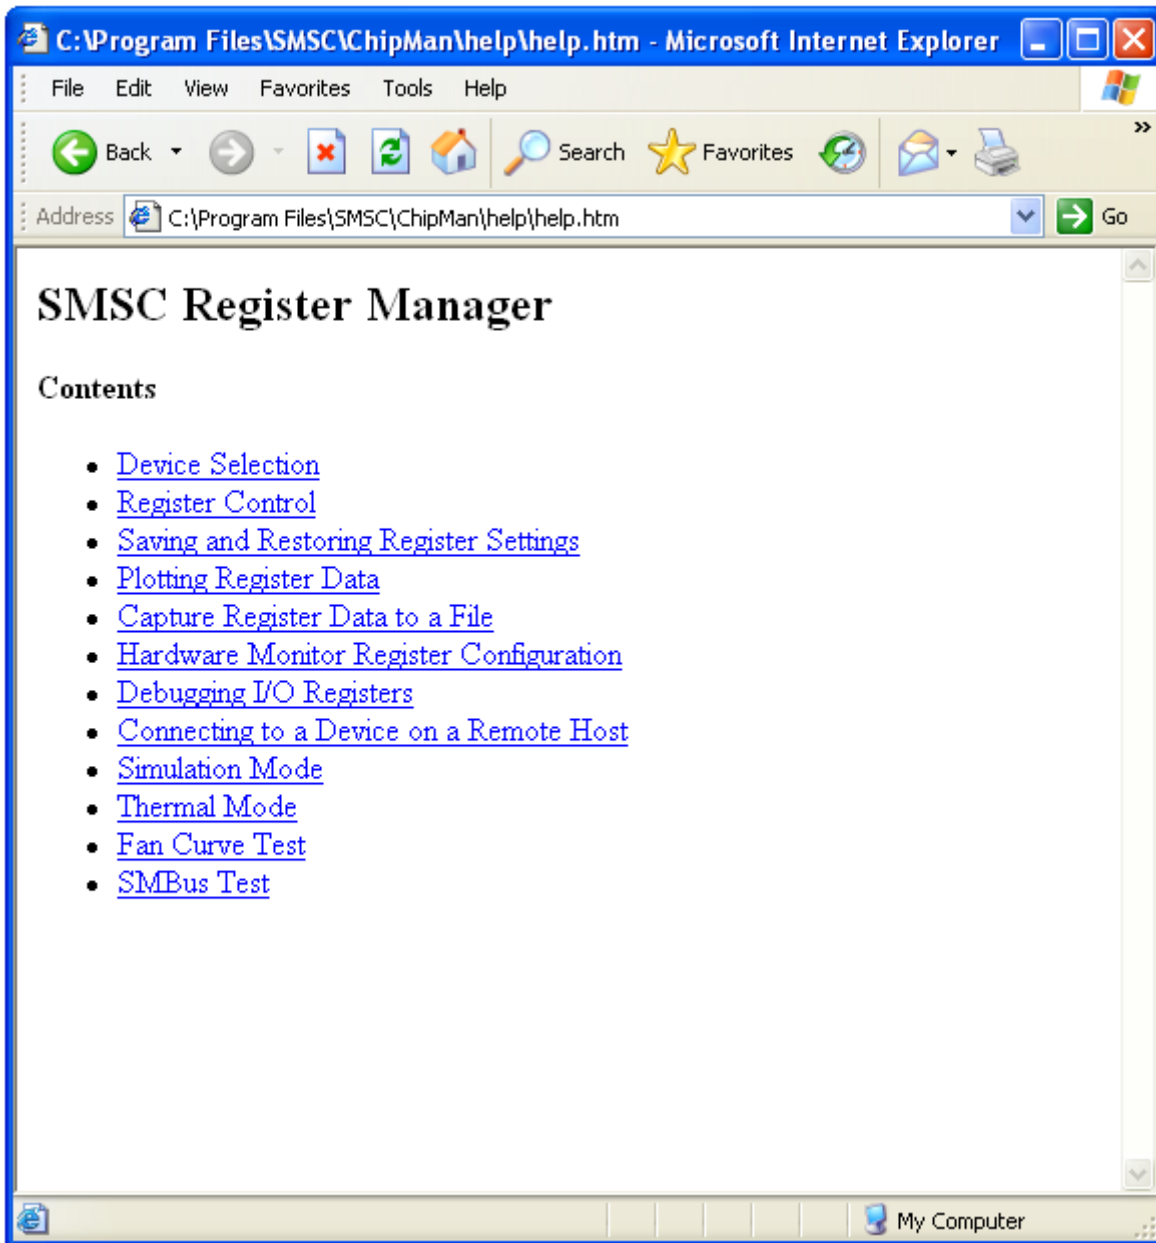 C:\Program Files\SMSC\ChipMan\help\help.htm - Microsoft Internet Explorer
File Edit View Favorites Tools Help
Back Search Favorites »
Address C:\Program Files\SMSC\ChipMan\help\help.htm Go
SMSC Register Manager
Contents
• Device Selection
• Register Control
• Saving and Restoring Register Settings
• Plotting Register Data
• Capture Register Data to a File
• Hardware Monitor Register Configuration
• Debugging I/O Registers
• Connecting to a Device on a Remote Host
• Simulation Mode
• Thermal Mode
• Fan Curve Test
• SMBus Test
My Computer